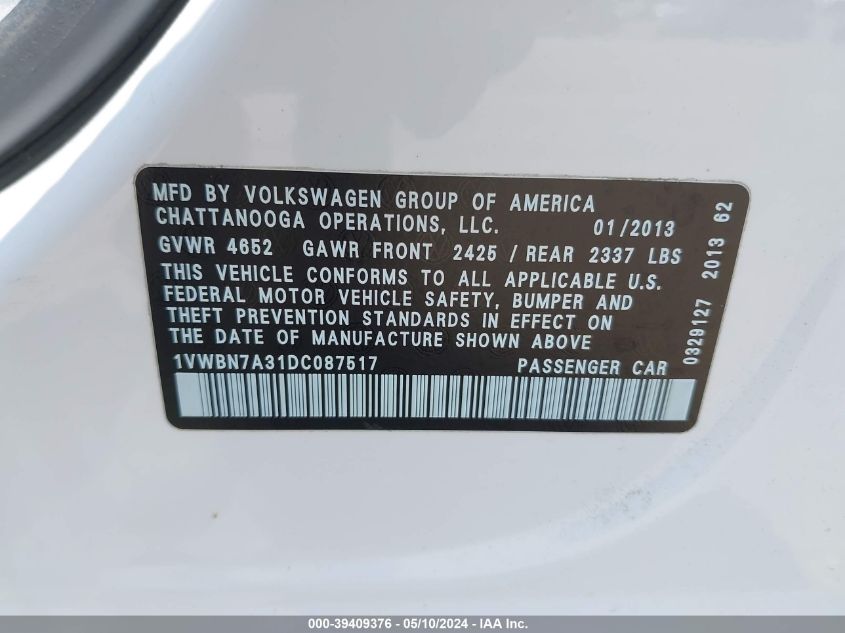 MFD BY VOLKSWAGEN GROUP OF AMERICA
CHATTANOOGA OPERATIONS, LLC. 01/2013
GVWR 4652 GAWR FRONT 2425 / REAR 2337 LBS
THIS VEHICLE CONFORMS TO ALL APPLICABLE U.S.
FEDERAL MOTOR VEHICLE SAFETY, BUMPER AND
THEFT PREVENTION STANDARDS IN EFFECT ON
THE DATE OF MANUFACTURE SHOWN ABOVE
1VWBN7A31DC087517 PASSENGER CAR
0329127 2013 62
000-39409376 - 05/10/2024 - IAA Inc.